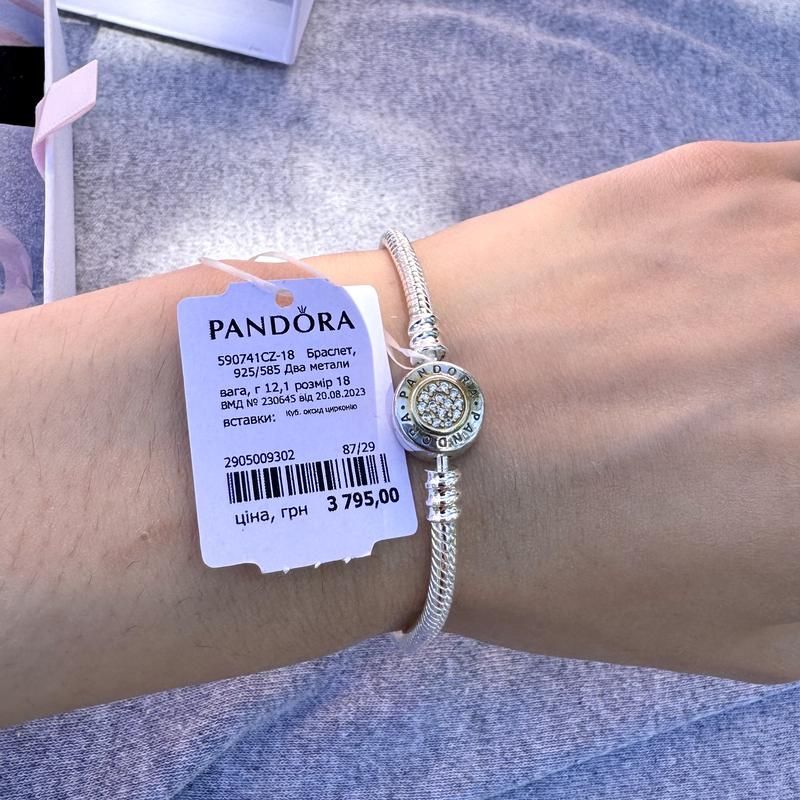 PANDORA
590741CZ-18 Браслет,
925/585 Два метали
вага, г 12,1 розмір 18
ВМД № 230645 від 20.08.2023
вставки: Куб. оксид цирконію
2905009302 87/29
ціна, грн 3 795,00
PANDORA • PANDORA •